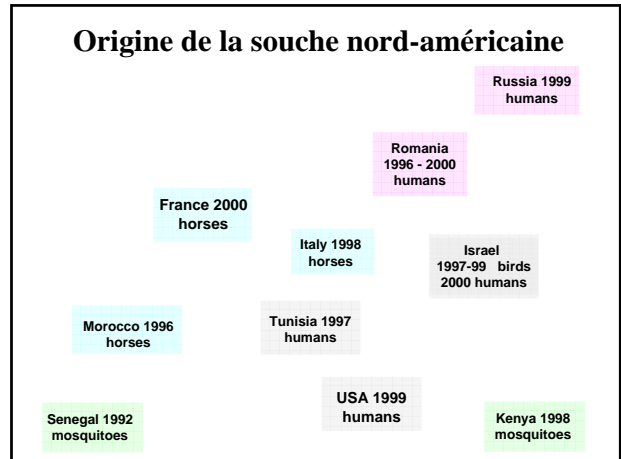 Origine de la souche nord-américaine
Russia 1999
humans
Romania
1996 - 2000
humans
France 2000
horses
Italy 1998
horses
Israel
1997-99 birds
2000 humans
Morocco 1996
horses
Tunisia 1997
humans
USA 1999
humans
Senegal 1992
mosquitoes
Kenya 1998
mosquitoes